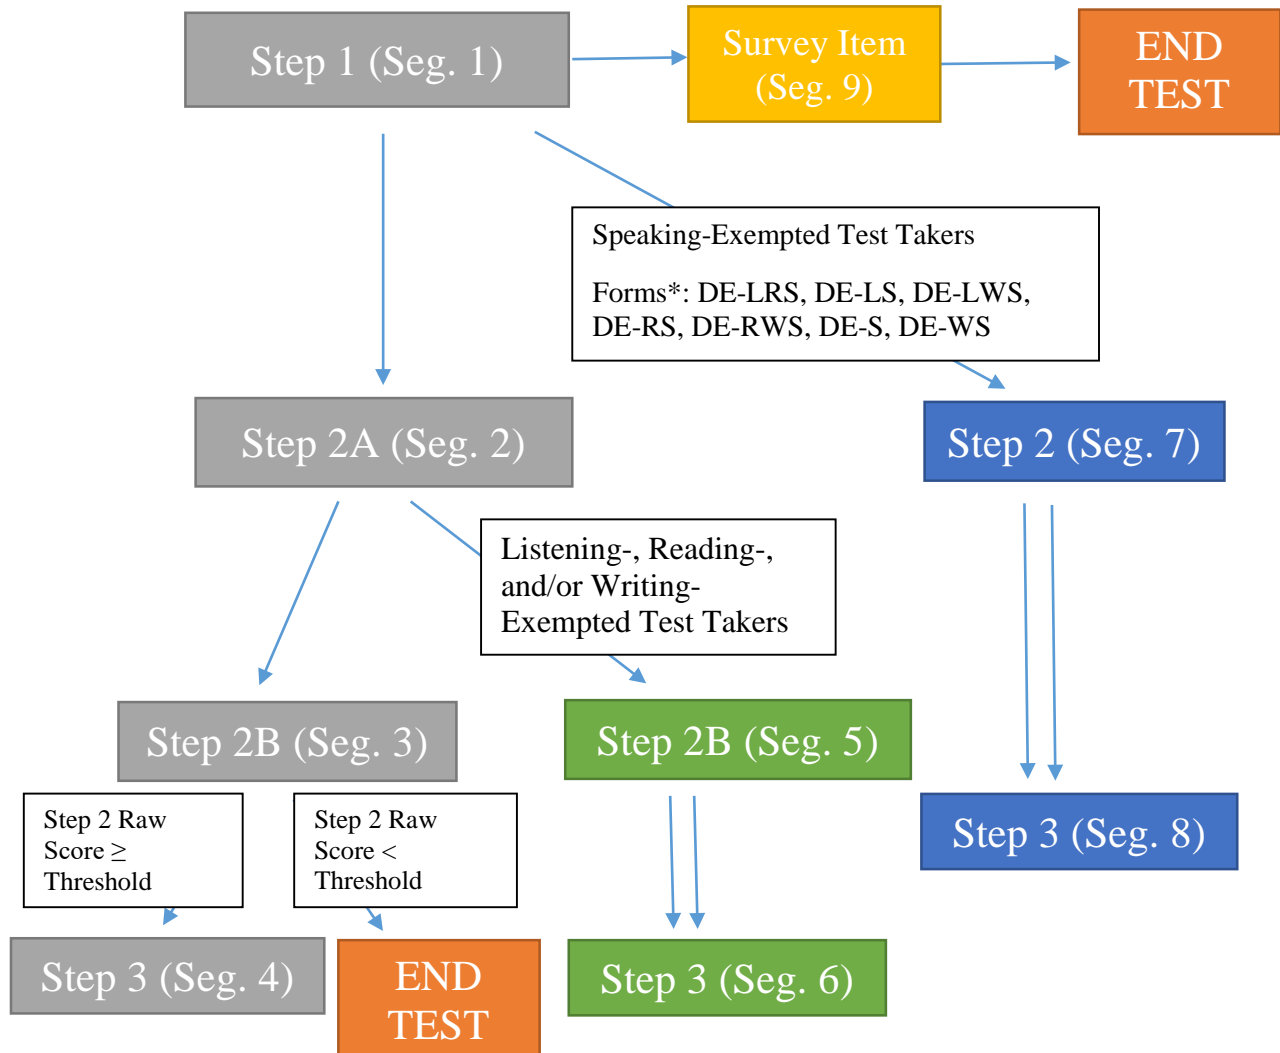 Step 1 (Seg. 1)
Survey Item
(Seg. 9)
END
TEST
Speaking-Exempted Test Takers
Forms*: DE-LRS, DE-LS, DE-LWS,
DE-RS, DE-RWS, DE-S, DE-WS
Step 2A (Seg. 2)
Step 2 (Seg. 7)
Listening-, Reading-,
and/or Writing-
Exempted Test Takers
Step 2B (Seg. 3)
Step 2B (Seg. 5)
Step 3 (Seg. 8)
Step 2 Raw
Score ≥
Threshold
Step 2 Raw
Score <
Threshold
Step 3 (Seg. 4)
END
TEST
Step 3 (Seg. 6)